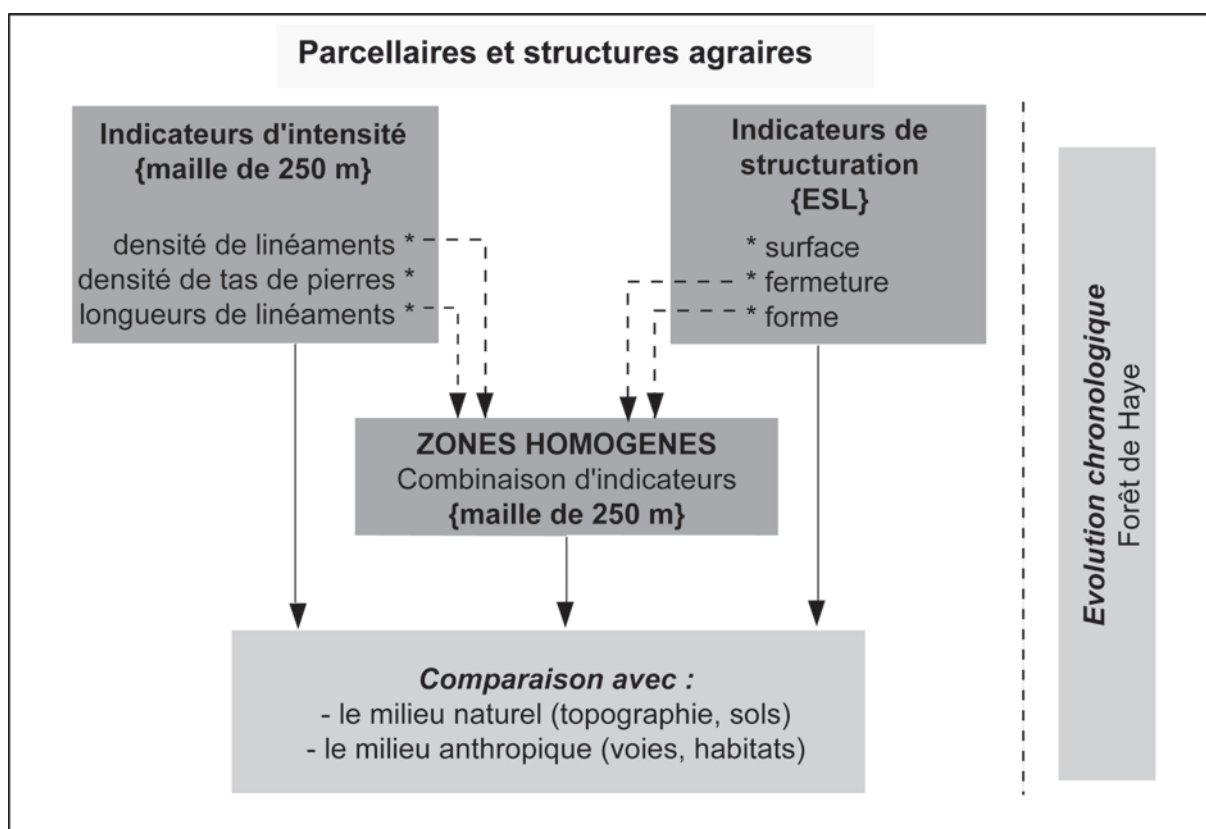 Parcellaires et structures agraires
Indicateurs d'intensité
{maille de 250 m}
densité de linéaments *
densité de tas de pierres *
longueurs de linéaments *
Indicateurs de
structuration
{ESL}
* surface
* fermeture
* forme
ZONES HOMOGENES
Combinaison d'indicateurs
{maille de 250 m}
Comparaison avec :
- le milieu naturel (topographie, sols)
- le milieu anthropique (voies, habitats)
Evolution chronologique
Forêt de Haye